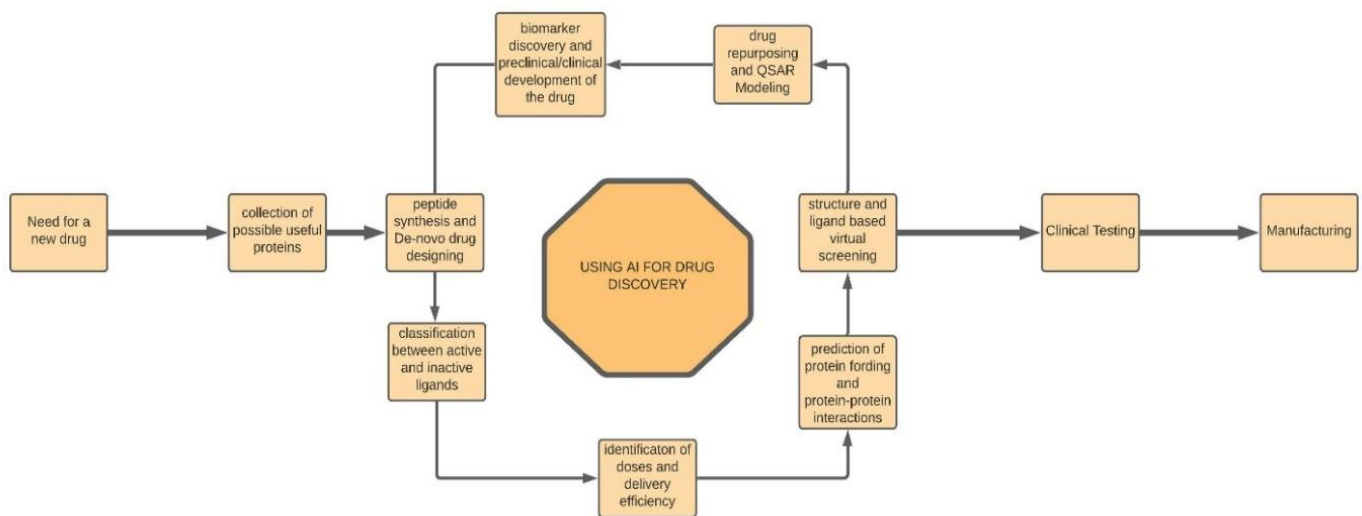 biomarker
discovery and
preclinical/clinical
development of
the drug
drug
repurposing
and QSAR
Modeling
Need for a
new drug
collection of
possible useful
proteins
peptide
synthesis and
De-novo drug
designing
USING AI FOR DRUG
DISCOVERY
structure and
ligand based
virtual
screening
Clinical Testing
Manufacturing
classification
between active
and inactive
ligands
prediction of
protein fording
and
protein-protein
interactions
identificaton of
doses and
delivery
efficiency